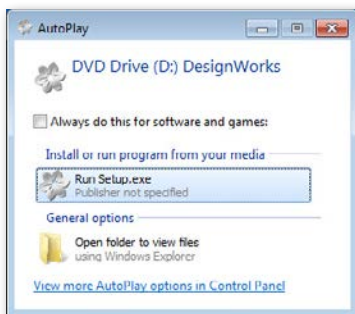 AutoPlay
DVD Drive (D:) DesignWorks
Always do this for software and games:
Install or run program from your media
Run Setup.exe
Publisher not specified
General options
Open folder to view files
using Windows Explorer
View more AutoPlay options in Control Panel